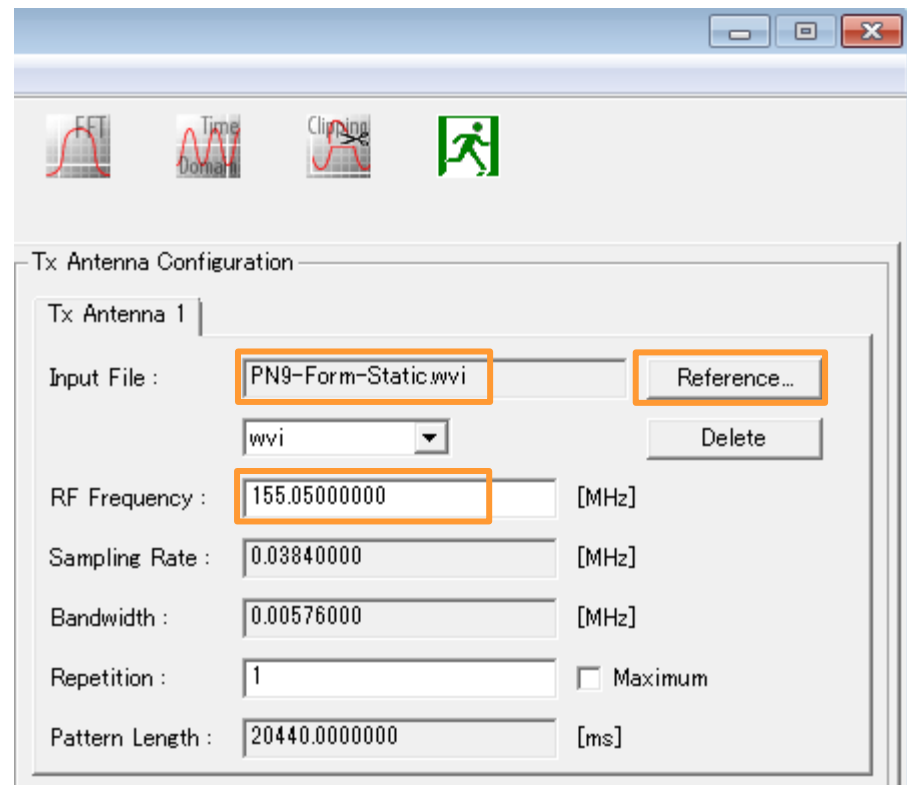 FFT Time Domain Clipping
Tx Antenna Configuration
Tx Antenna 1
Input File : PN9-Form-Static.wvi Reference...
wvi Delete
RF Frequency : 155.05000000 [MHz]
Sampling Rate : 0.03840000 [MHz]
Bandwidth : 0.00576000 [MHz]
Repetition : 1 Maximum
Pattern Length : 20440.0000000 [ms]